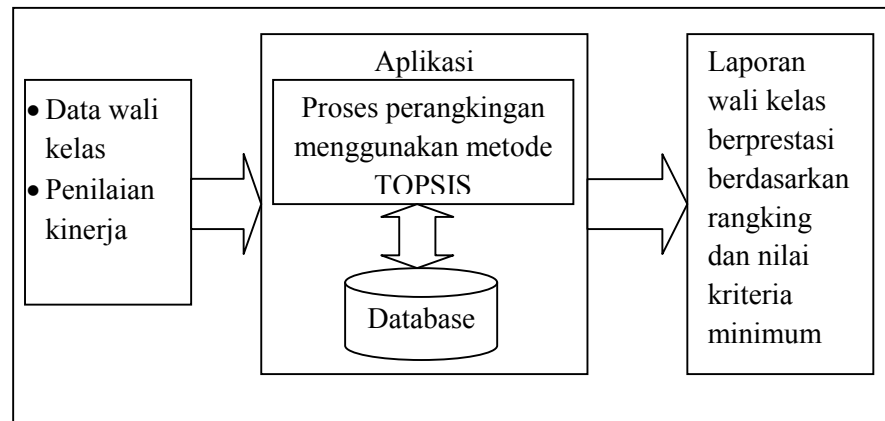 • Data wali
kelas
• Penilaian
kinerja
Aplikasi
Proses perangkingan
menggunakan metode
TOPSIS
Database
Laporan
wali kelas
berprestasi
berdasarkan
rangking
dan nilai
kriteria
minimum